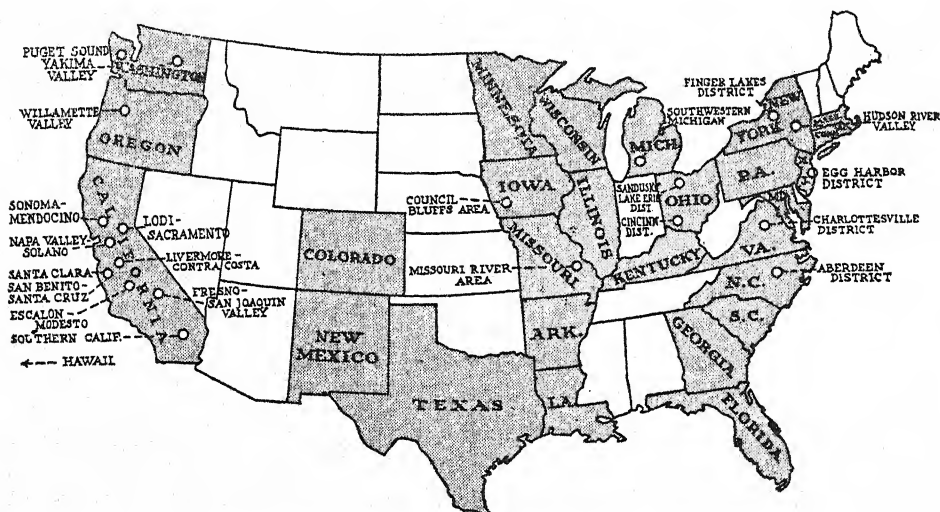 PUGET SOUND
YAKIMA
VALLEY
WASHINGTON
WILLAMETTE
VALLEY
OREGON
CALIFORNIA
SONOMA-
MENDOCINO
LODI-
SACRAMENTO
NAPA VALLEY-
SOLANO
LIVERMORE-
CONTRA COSTA
SANTA CLARA
SAN BENITO-
SANTA CRUZ
FRESNO-
SAN JOAQUIN
VALLEY
ESCALON
MODESTO
SOUTHERN CALIF.
← HAWAII
COLORADO
NEW
MEXICO
TEXAS
MINNESOTA
WISCONSIN
IOWA
COUNCIL
BLUFFS AREA
ILLINOIS
MISSOURI
MISSOURI RIVER
AREA
ARK.
LA.
MICH.
SOUTHWESTERN
MICHIGAN
SANDUSKY
LAKE ERIE
DIST.
CINCINN.
DIST.
OHIO
KENTUCKY
FINGER LAKES
DISTRICT
NEW
YORK
MASS.
HUDSON RIVER
VALLEY
PA.
N.J.
EGG HARBOR
DISTRICT
MD.
VA.
CHARLOTTESVILLE
DISTRICT
N.C.
ABERDEEN
DISTRICT
S.C.
GEORGIA
FLORIDA